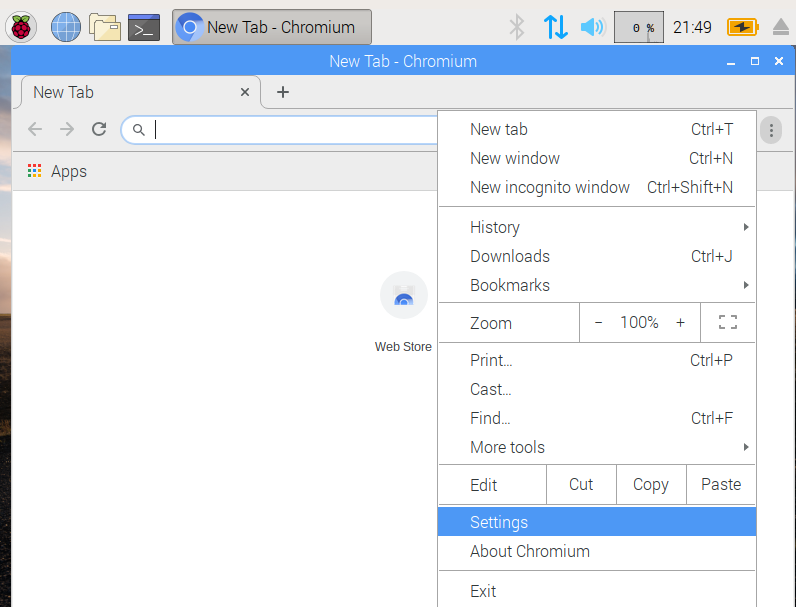 New Tab - Chromium
0 %
21:49
New Tab - Chromium
New Tab
Apps
Web Store
New tab Ctrl+T
New window Ctrl+N
New incognito window Ctrl+Shift+N
History
Downloads Ctrl+J
Bookmarks
Zoom - 100% +
Print... Ctrl+P
Cast...
Find... Ctrl+F
More tools
Edit Cut Copy Paste
Settings
About Chromium
Exit